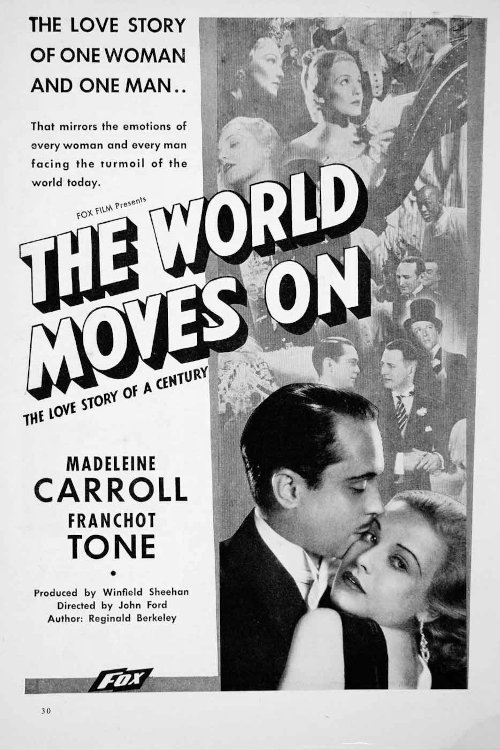 THE LOVE STORY
OF ONE WOMAN
AND ONE MAN..
That mirrors the emotions of
every woman and every man
facing the turmoil of the
world today.
FOX FILM Presents
THE WORLD
MOVES ON
THE LOVE STORY OF A CENTURY
MADELEINE
CARROLL
FRANCHOT
TONE
•
Produced by Winfield Sheehan
Directed by John Ford
Author: Reginald Berkeley
FOX
30